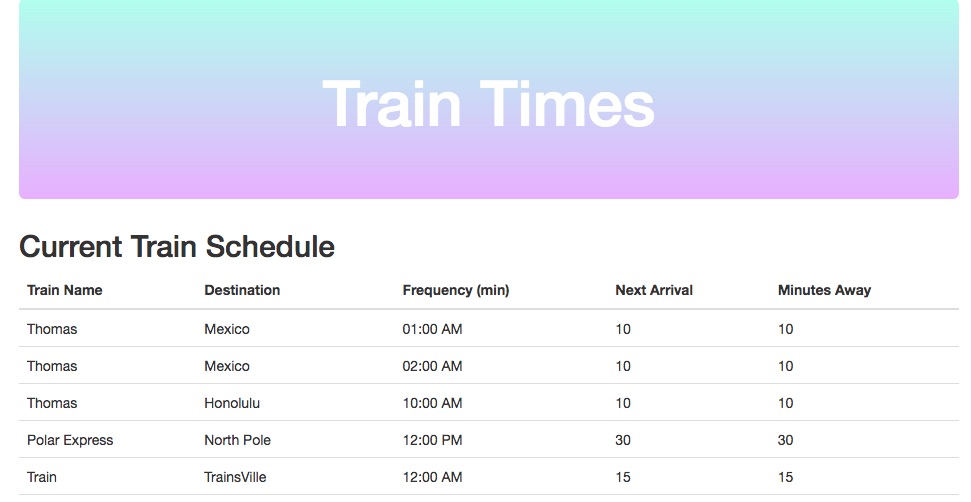 Train Times
Current Train Schedule
Train Name Destination Frequency (min) Next Arrival Minutes Away
Thomas Mexico 01:00 AM 10 10
Thomas Mexico 02:00 AM 10 10
Thomas Honolulu 10:00 AM 10 10
Polar Express North Pole 12:00 PM 30 30
Train TrainsVille 12:00 AM 15 15